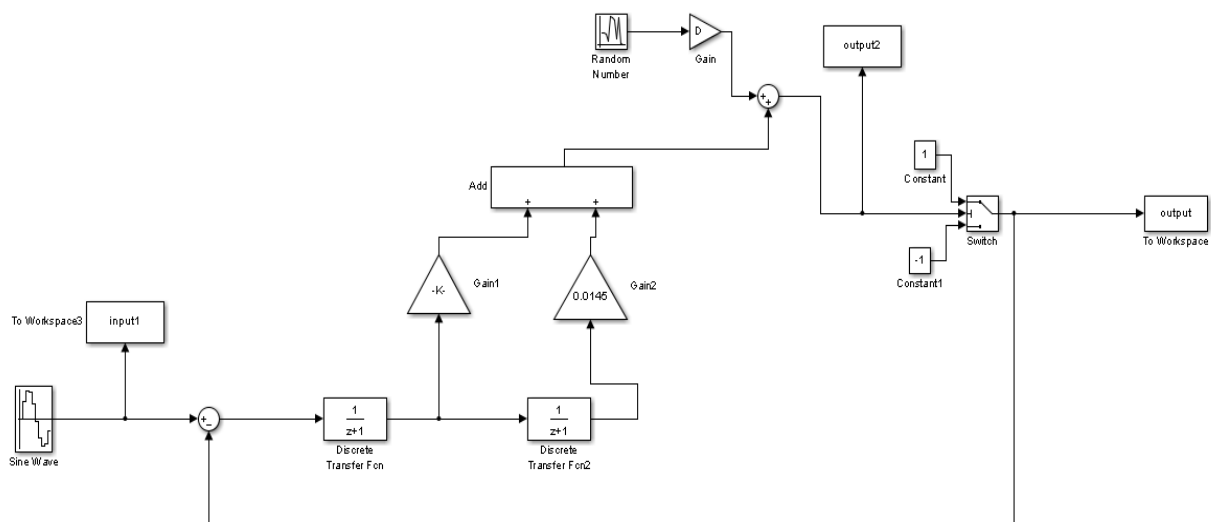 Random
Number
D
Gain
output2
+
+
1
Constant
Switch
-1
Constant1
output
To Workspace
Add
+
+
-K-
Gain1
0.0145
Gain2
To Workspace3
input1
Sine Wave
+
-
1
z+1
Discrete
Transfer Fcn
1
z+1
Discrete
Transfer Fcn2